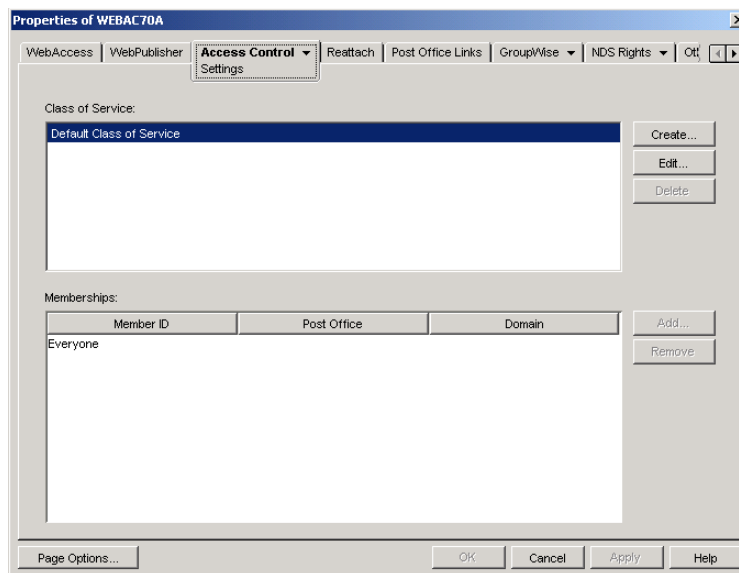 Properties of WEBAC70A
WebAccess WebPublisher Access Control Reattach Post Office Links GroupWise NDS Rights
Settings
Class of Service:
Default Class of Service
Create...
Edit...
Delete
Memberships:
Member ID Post Office Domain
Everyone
Add...
Remove
Page Options... OK Cancel Apply Help